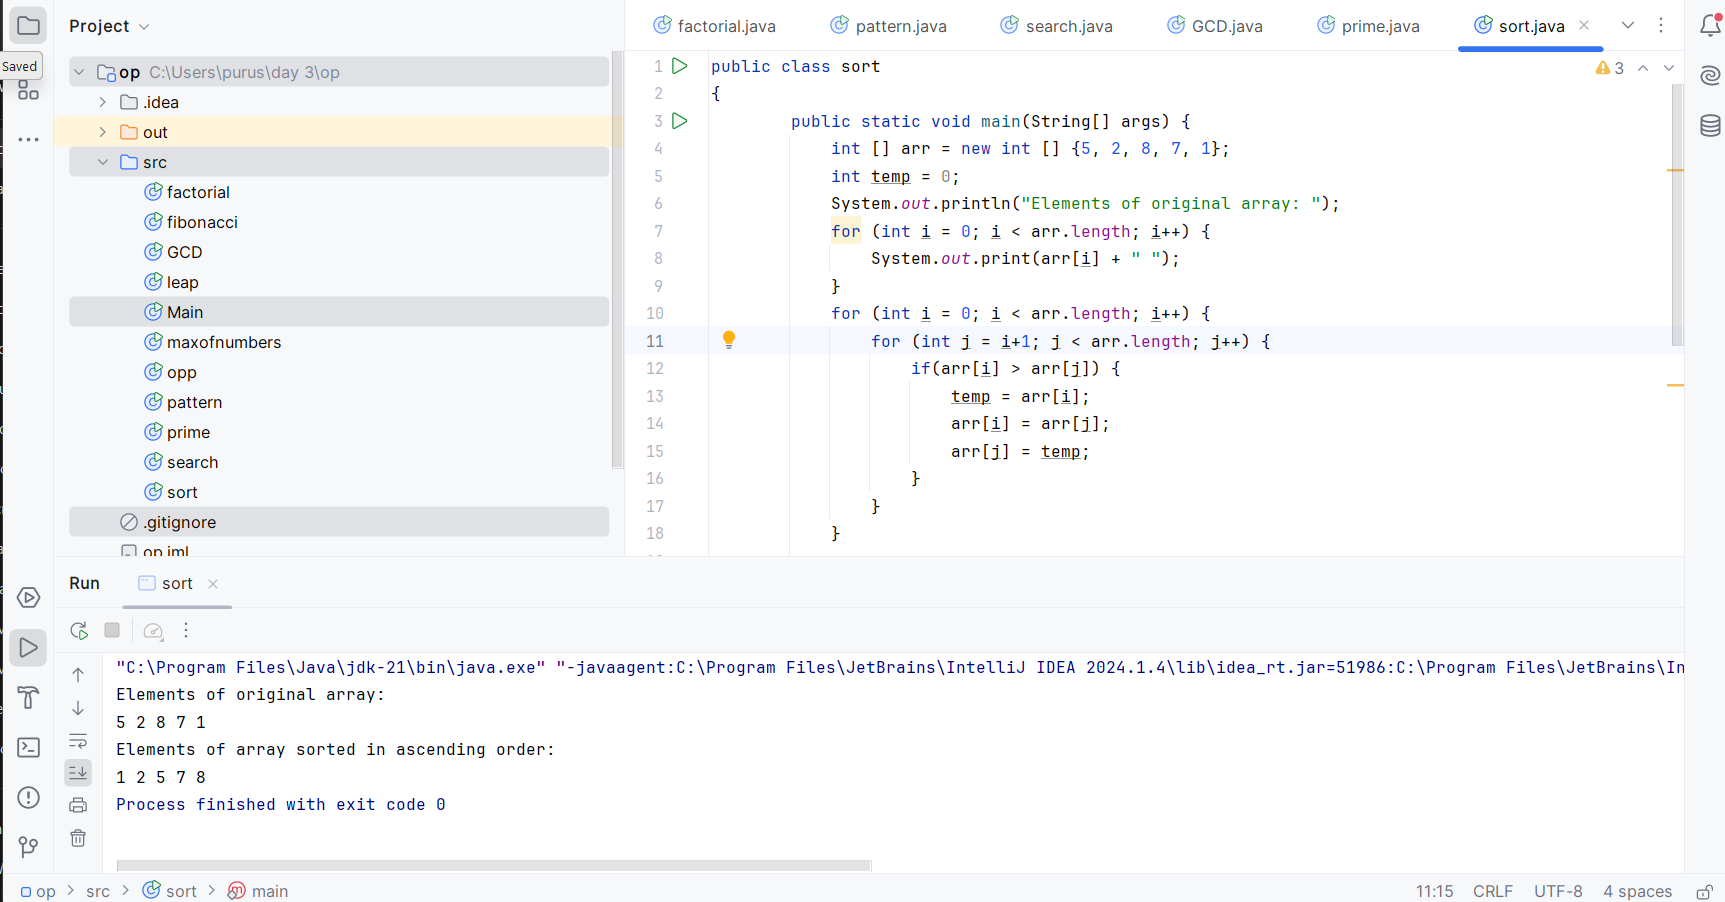 Project
factorial.java pattern.java search.java GCD.java prime.java sort.java
Saved
op C:\Users\purus\day 3\op
.idea
out
src
factorial
fibonacci
GCD
leap
Main
maxofnumbers
opp
pattern
prime
search
sort
.gitignore
op.iml
3
1 public class sort
2 {
3 public static void main(String[] args) {
4 int [] arr = new int [] {5, 2, 8, 7, 1};
5 int temp = 0;
6 System.out.println("Elements of original array: ");
7 for (int i = 0; i < arr.length; i++) {
8 System.out.print(arr[i] + " ");
9 }
10 for (int i = 0; i < arr.length; i++) {
11 for (int j = i+1; j < arr.length; j++) {
12 if(arr[i] > arr[j]) {
13 temp = arr[i];
14 arr[i] = arr[j];
15 arr[j] = temp;
16 }
17 }
18 }
Run sort
"C:\Program Files\Java\jdk-21\bin\java.exe" "-javaagent:C:\Program Files\JetBrains\IntelliJ IDEA 2024.1.4\lib\idea_rt.jar=51986:C:\Program Files\JetBrains\In
Elements of original array:
5 2 8 7 1
Elements of array sorted in ascending order:
1 2 5 7 8
Process finished with exit code 0
op > src > sort > main
11:15 CRLF UTF-8 4 spaces